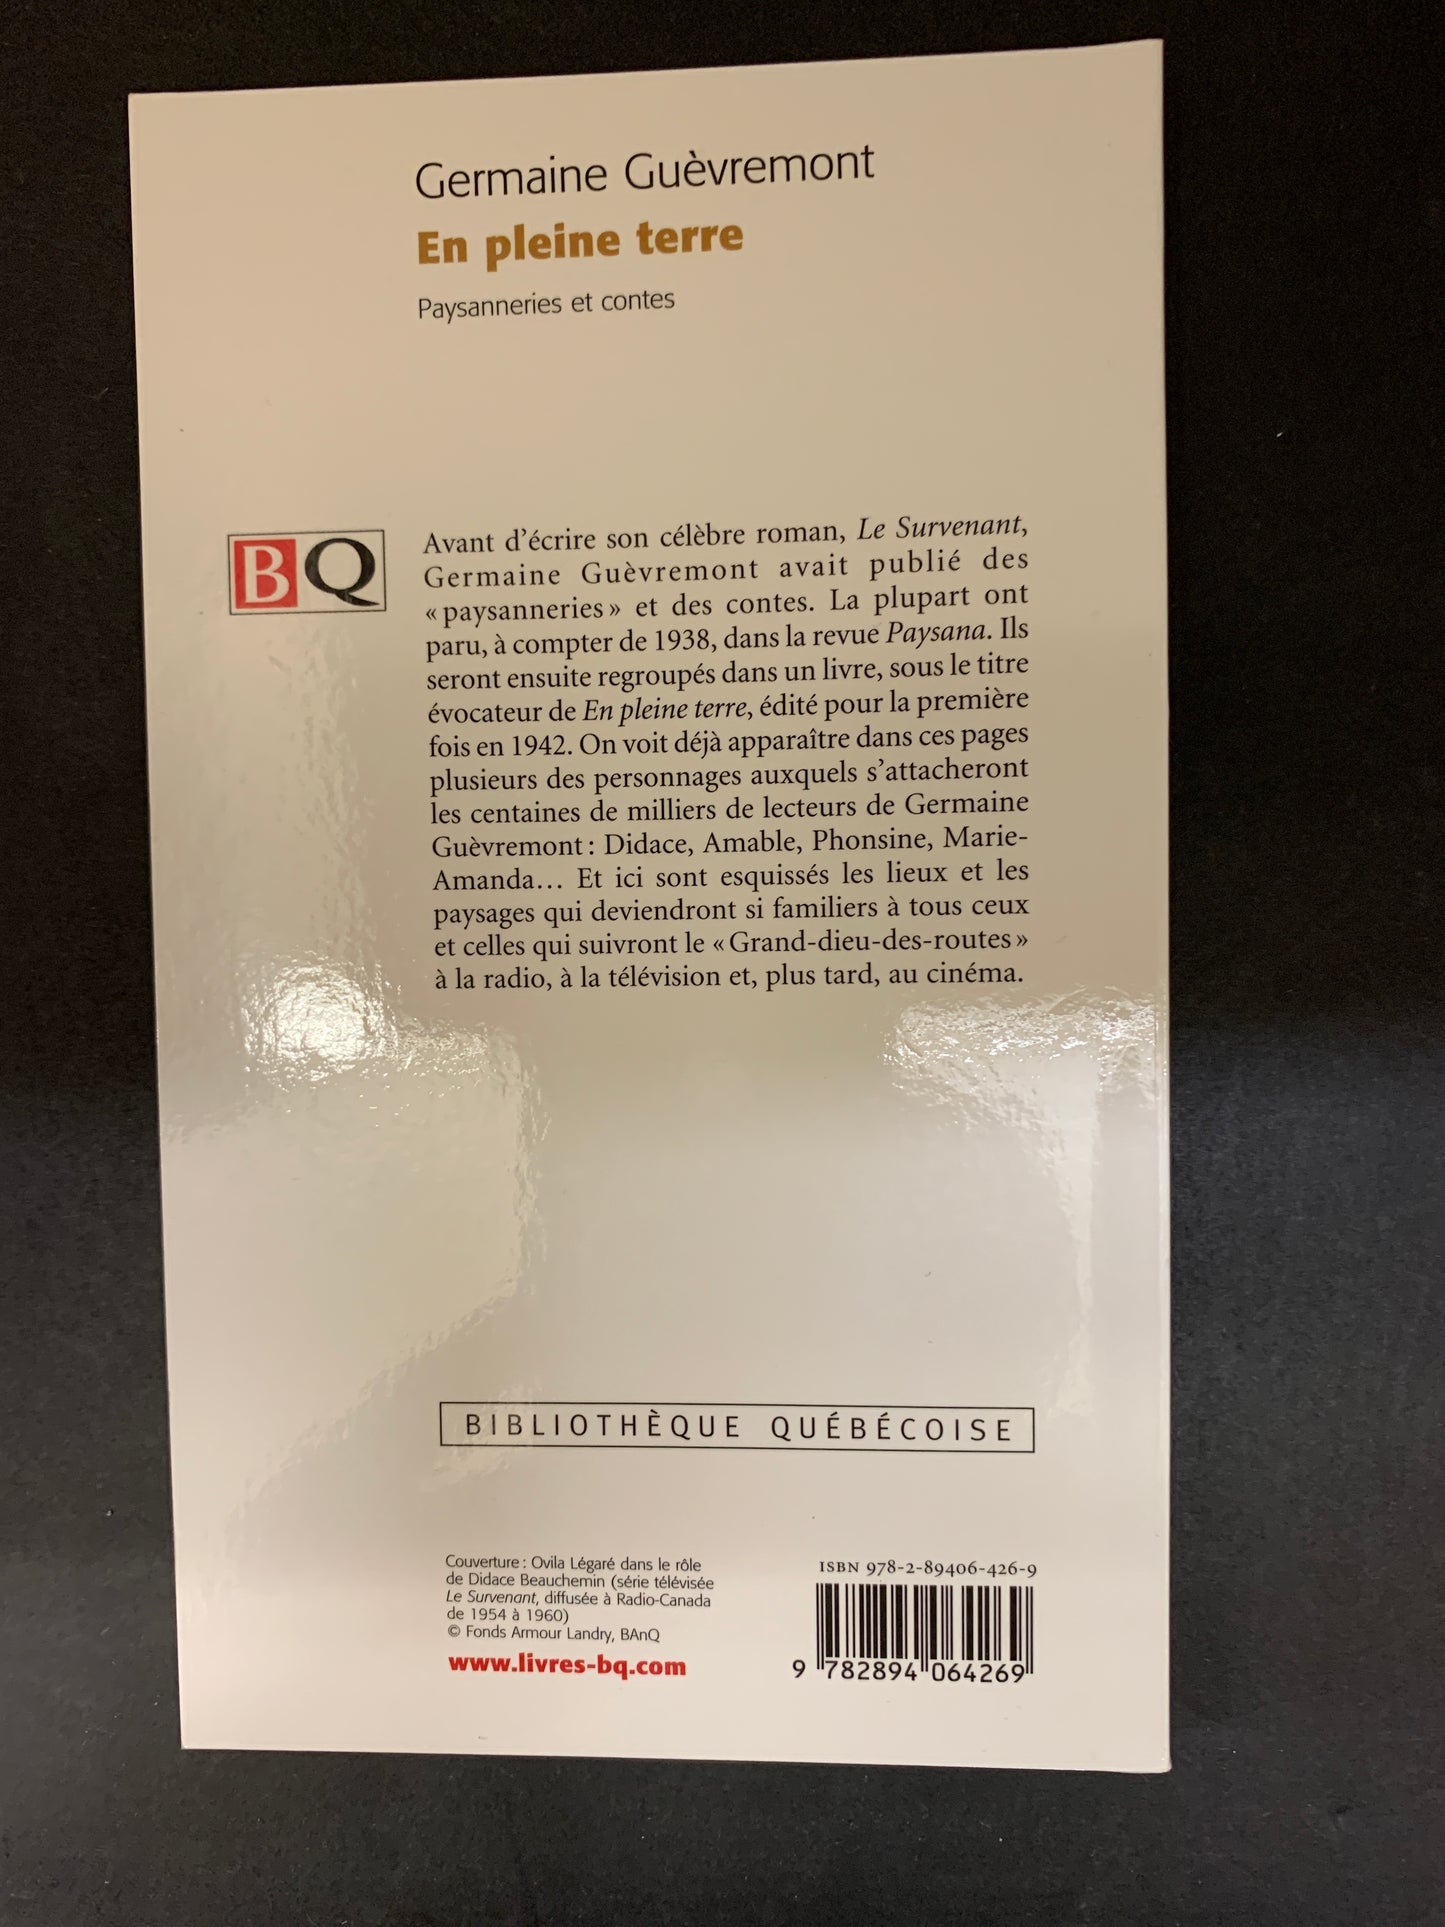 Germaine Guèvremont
En pleine terre
Paysanneries et contes
BQ
Avant d'écrire son célèbre roman, Le Survenant,
Germaine Guèvremont avait publié des
« paysanneries » et des contes. La plupart ont
paru, à compter de 1938, dans la revue Paysana. Ils
seront ensuite regroupés dans un livre, sous le titre
évocateur de En pleine terre, édité pour la première
fois en 1942. On voit déjà apparaître dans ces pages
plusieurs des personnages auxquels s'attacheront
les centaines de milliers de lecteurs de Germaine
Guèvremont : Didace, Amable, Phonsine, Marie-
Amanda… Et ici sont esquissés les lieux et les
paysages qui deviendront si familiers à tous ceux
et celles qui suivront le « Grand-dieu-des-routes »
à la radio, à la télévision et, plus tard, au cinéma.
BIBLIOTHÈQUE QUÉBÉCOISE
Couverture : Ovila Légaré dans le rôle
de Didace Beauchemin (série télévisée
Le Survenant, diffusée à Radio-Canada
de 1954 à 1960)
© Fonds Armour Landry, BAnQ
www.livres-bq.com
ISBN 978-2-89406-426-9
9 782894 064269